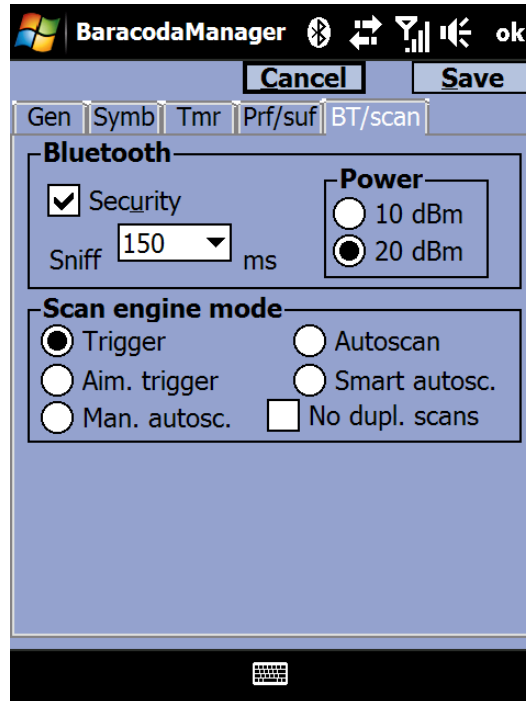 BaracodaManager ok
Cancel Save
Gen Symb Tmr Prf/suf BT/scan
Bluetooth
Security
Sniff 150 ms
Power
10 dBm
20 dBm
Scan engine mode
Trigger Autoscan
Aim. trigger Smart autosc.
Man. autosc. No dupl. scans